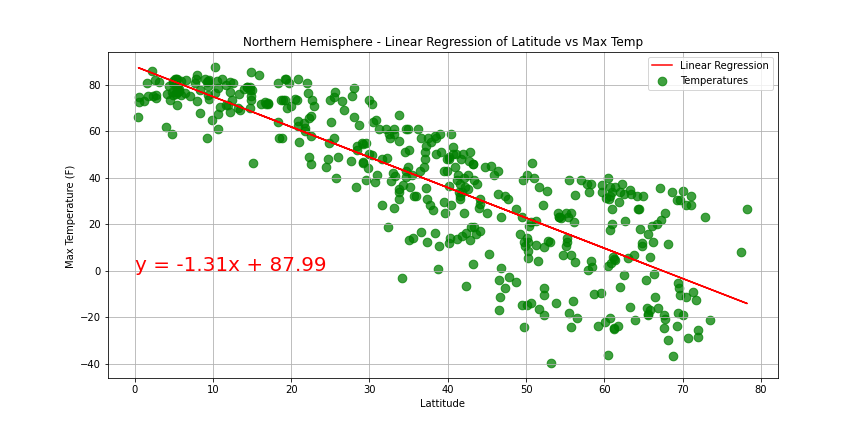 Northern Hemisphere - Linear Regression of Latitude vs Max Temp
Linear Regression
Temperatures
Max Temperature (F)
80
60
40
20
0
−20
−40
y = -1.31x + 87.99
0 10 20 30 40 50 60 70 80
Lattitude